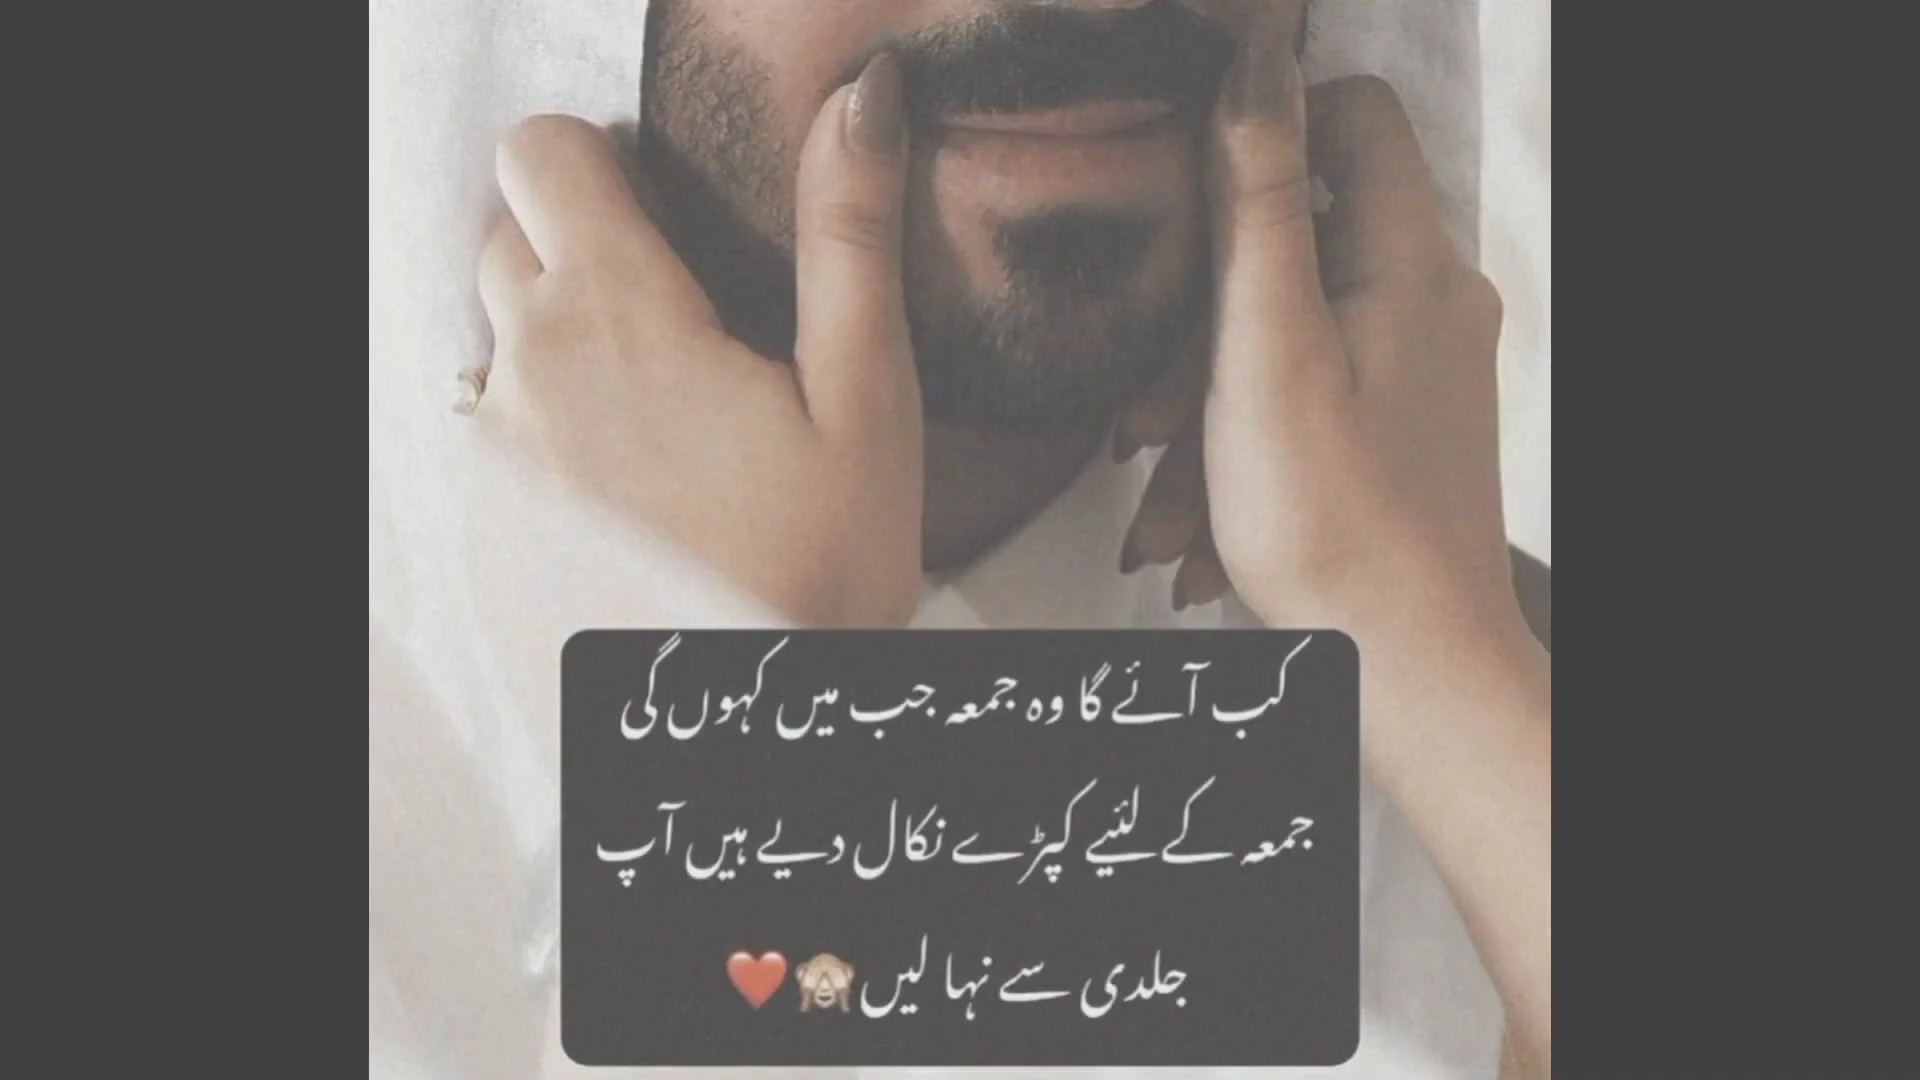 کب آئے گا وہ جمعہ جب میں کہوں گی
جمعہ کے لئیے کپڑے نکال دیے ہیں آپ
جلدی سے نہا لیں🙈❤️